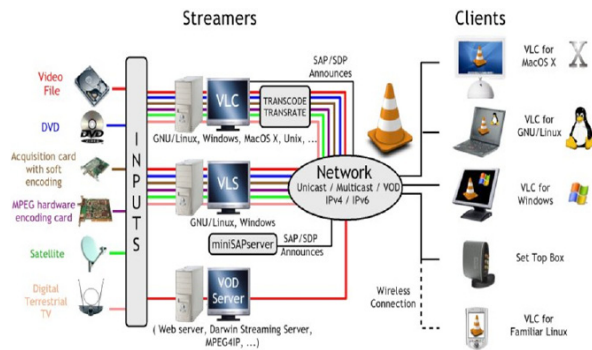 Streamers
Clients
Video
File
DVD
Acquisition card
with soft encoding
MPEG hardware
encoding card
Satellite
Digital
Terrestrial
TV
INPUTS
VLC
TRANSCODE
TRANSRATE
SAP/SDP
Announces
GNU/Linux, Windows, MacOS X, Unix, ...
VLS
GNU/Linux, Windows
Network
Unicast / Multicast / VOD
IPv4 / IPv6
miniSAPserver
SAP/SDP
Announces
VOD
Server
( Web server, Darwin Streaming Server,
MPEG4IP, ...)
Wireless
Connection
VLC for
MacOS X
X
VLC for
GNU/Linux
VLC for
Windows
Set Top Box
VLC for
Familiar Linux